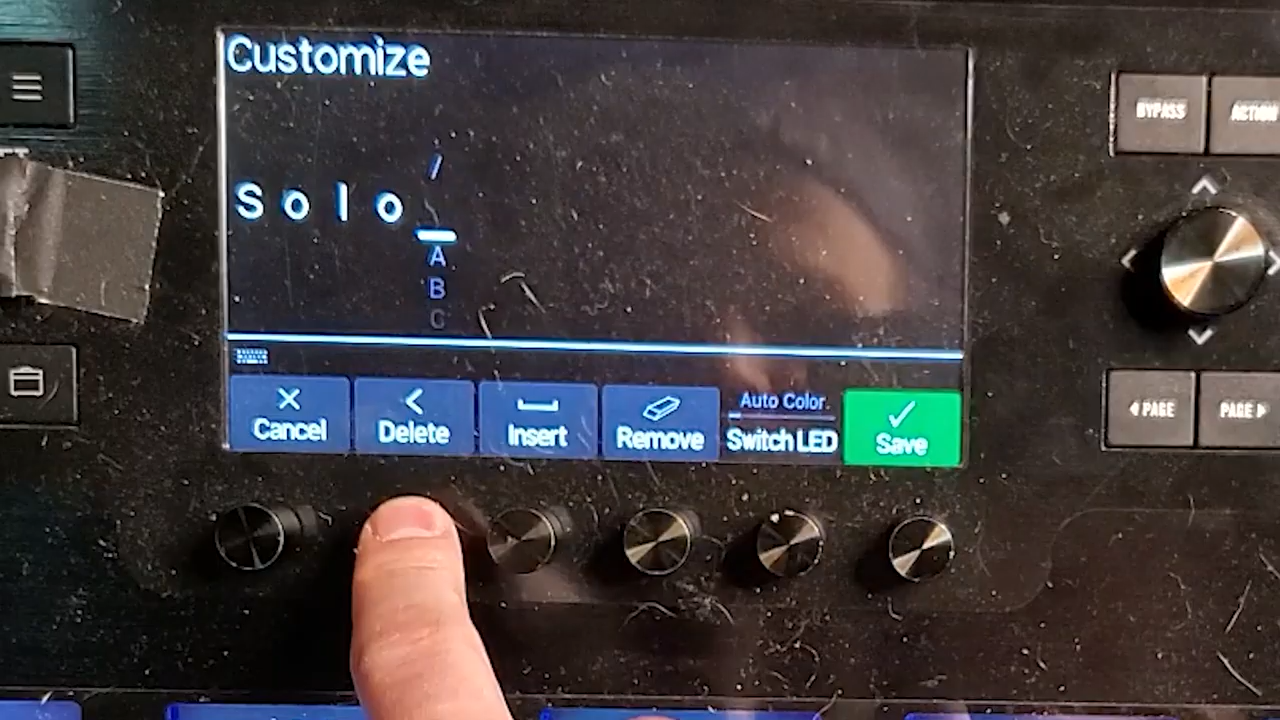 Customize
BYPASS
ACTION
/
Solo
A
B
C
PAGE
PAGE
Auto Color
Cancel
Delete
Insert
Remove
Switch LED
Save